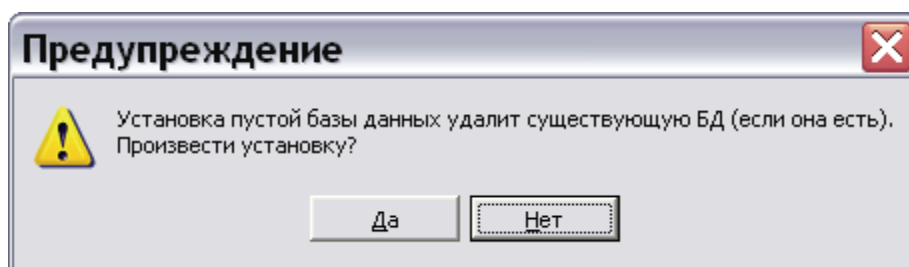 Предупреждение
Установка пустой базы данных удалит существующую БД (если она есть).
Произвести установку?
Да
Нет